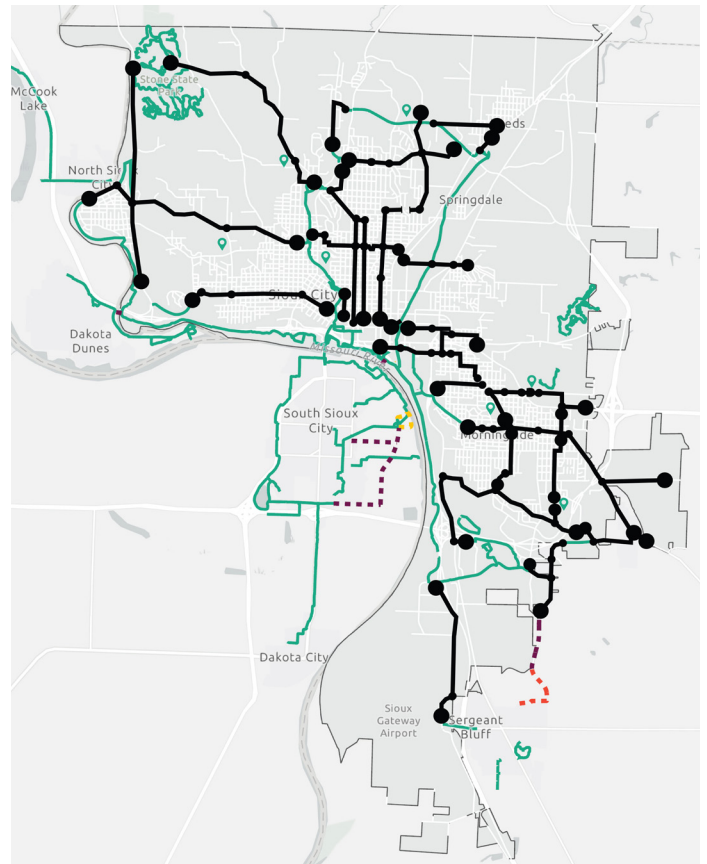 Stone State
Park
McCook
Lake
North Sioux
City
Springdale
Sioux City
Dakota
Dunes
Missouri River
South Sioux
City
Morningside
Dakota City
Sioux
Gateway
Airport
Sergeant
Bluff